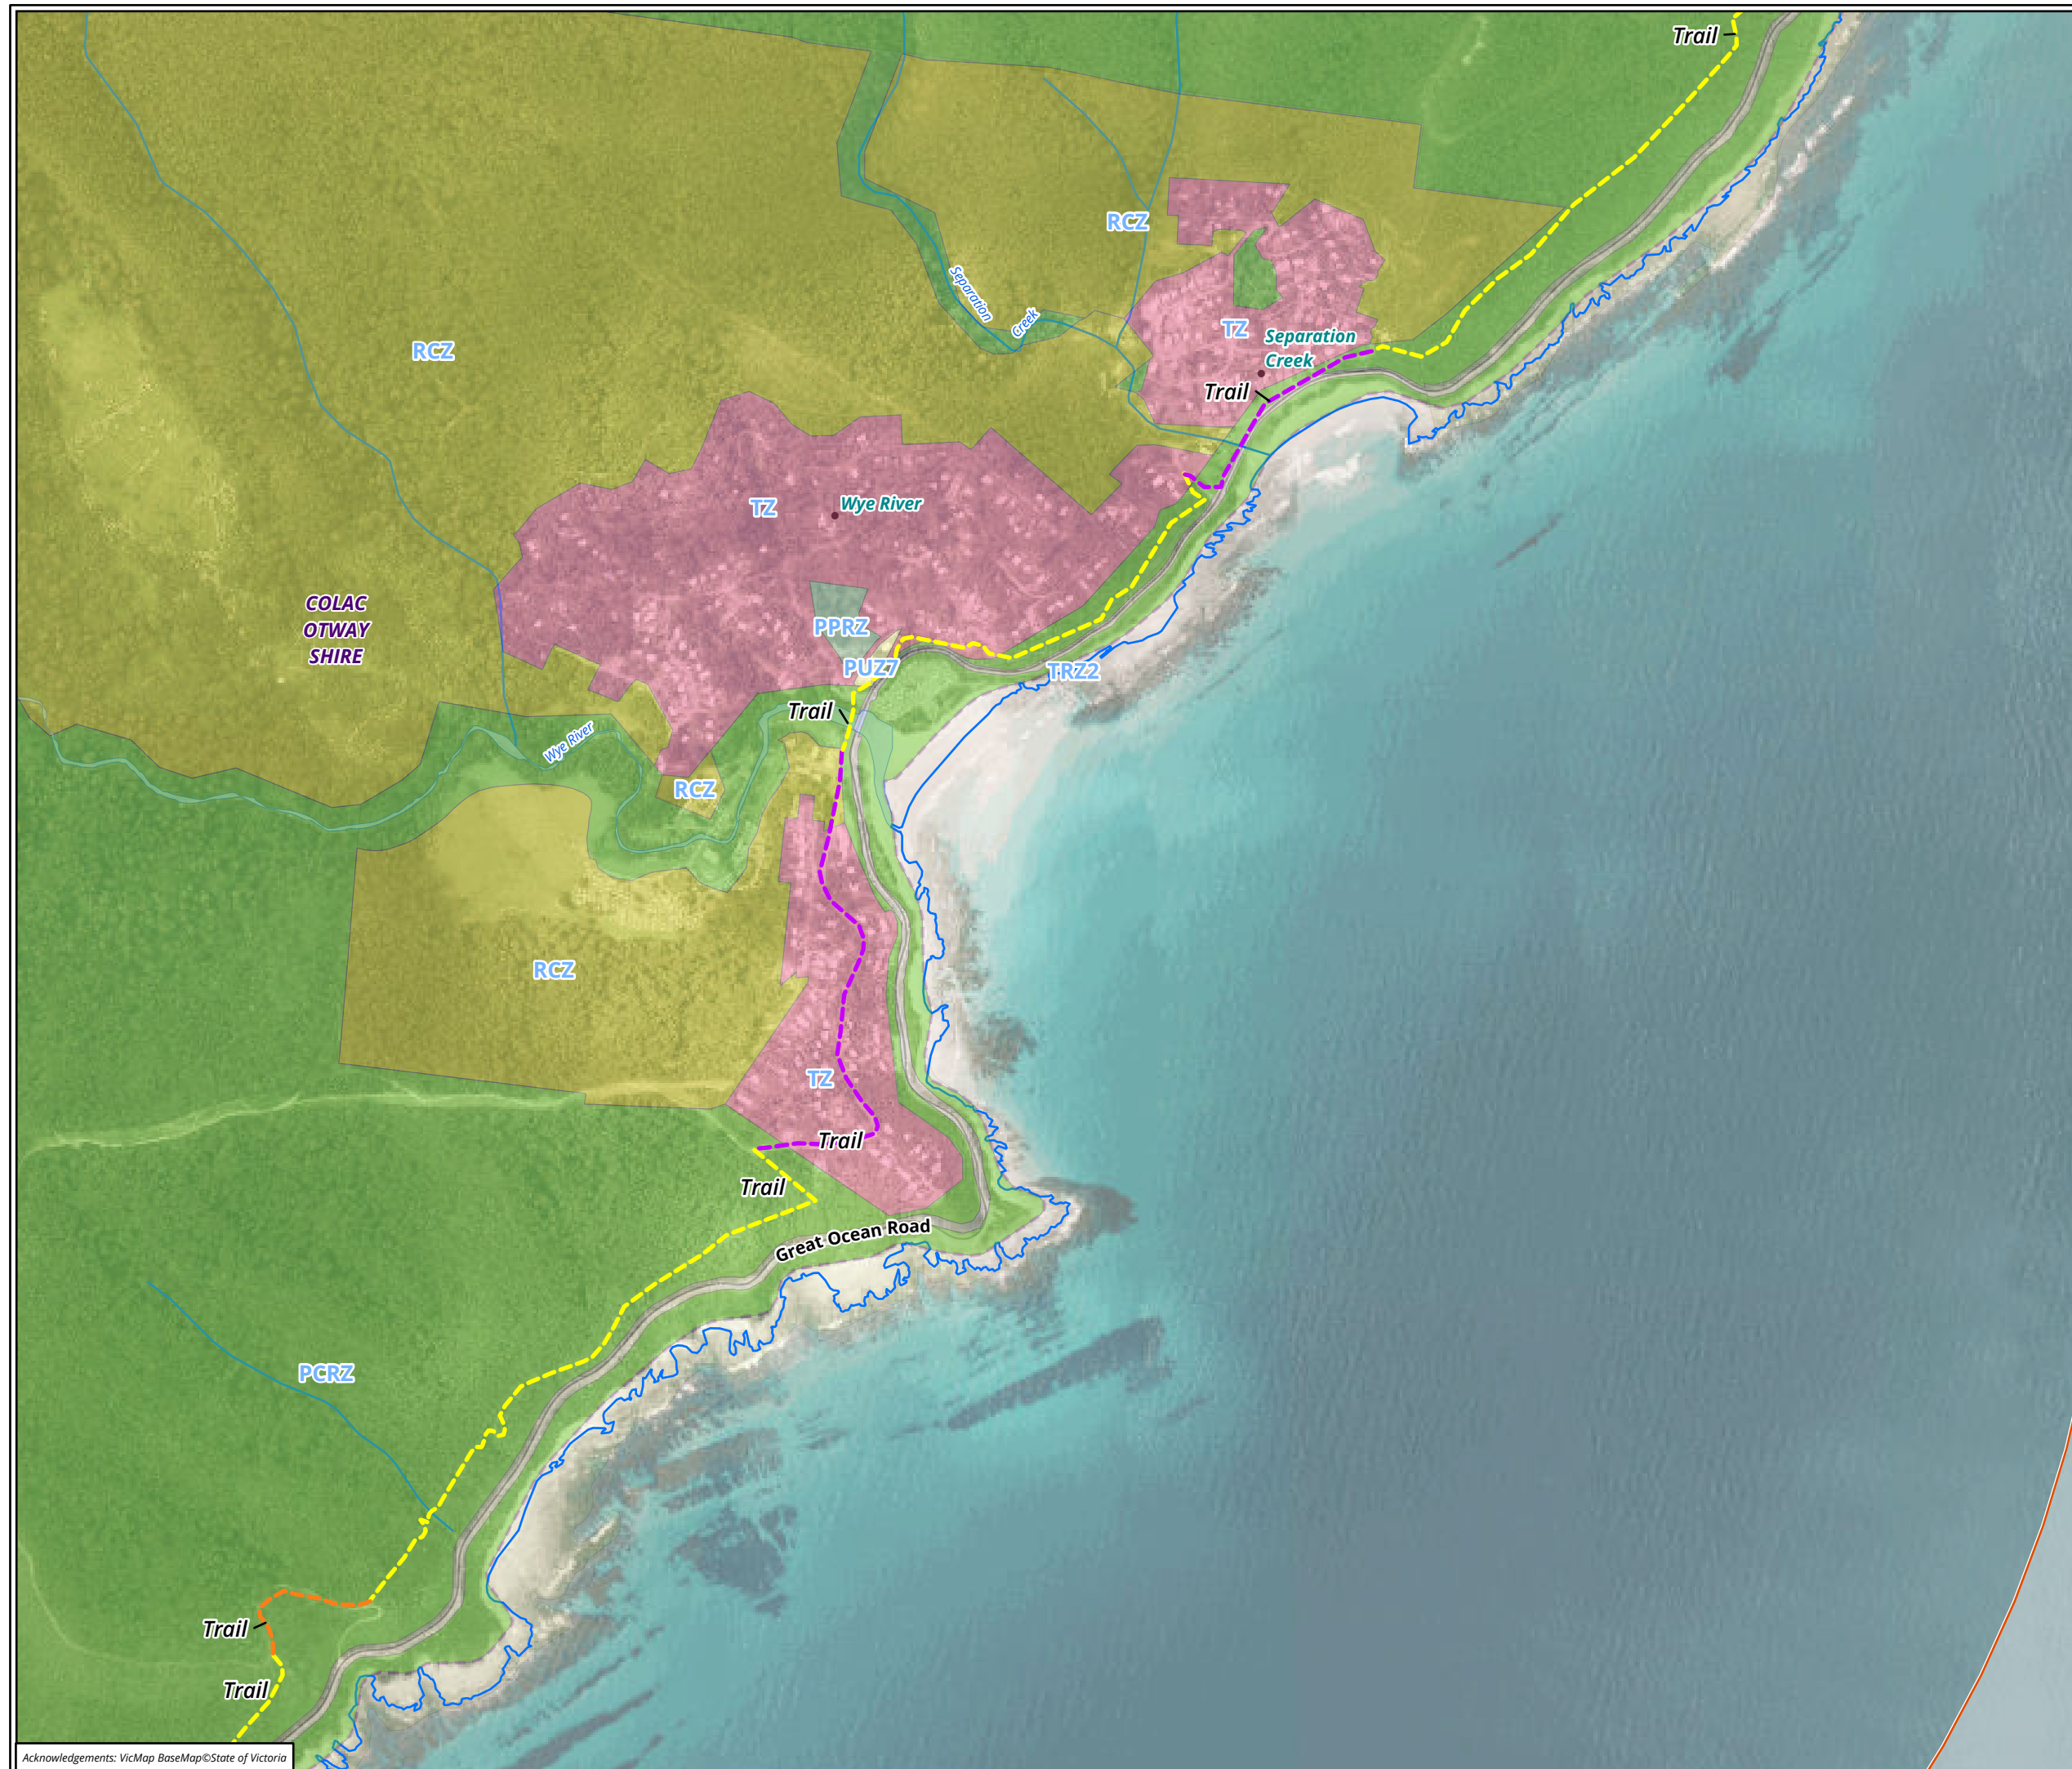 Trail
RCZ
Separation
Creek
TZ
Separation
Creek
RCZ
Trail
TZ
Wye River
COLAC
OTWAY
SHIRE
PPRZ
PUZ7
TRZ2
Trail
Wye River
RCZ
RCZ
TZ
Trail
Trail
Great Ocean Road
PCRZ
Trail
Trail
Acknowledgements: VicMap BaseMap©State of Victoria